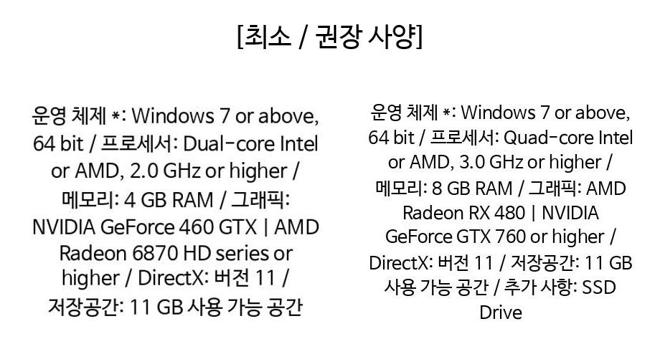 [최소 / 권장 사양]
운영 체제 *: Windows 7 or above,
64 bit / 프로세서: Dual-core Intel
or AMD, 2.0 GHz or higher /
메모리: 4 GB RAM / 그래픽:
NVIDIA GeForce 460 GTX | AMD
Radeon 6870 HD series or
higher / DirectX: 버전 11 /
저장공간: 11 GB 사용 가능 공간
운영 체제 *: Windows 7 or above,
64 bit / 프로세서: Quad-core Intel
or AMD, 3.0 GHz or higher /
메모리: 8 GB RAM / 그래픽: AMD
Radeon RX 480 | NVIDIA
GeForce GTX 760 or higher /
DirectX: 버전 11 / 저장공간: 11 GB
사용 가능 공간 / 추가 사항: SSD
Drive